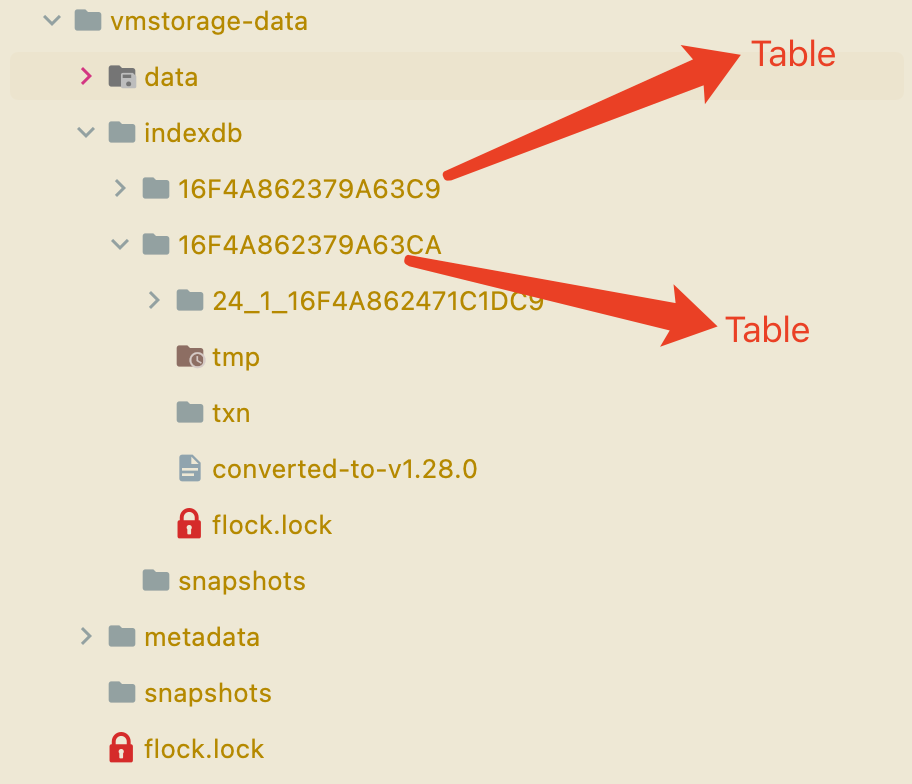 vmstorage-data
Table
data
indexdb
16F4A862379A63C9
16F4A862379A63CA
24_1_16F4A862471C1DC9
Table
tmp
txn
converted-to-v1.28.0
flock.lock
snapshots
metadata
snapshots
flock.lock